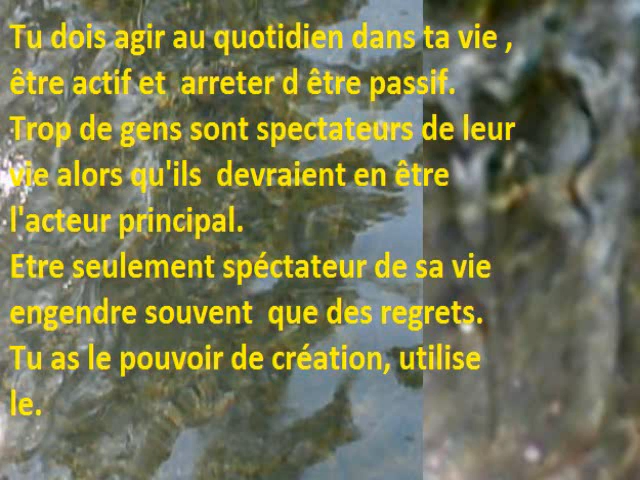 Tu dois agir au quotidien dans ta vie ,
être actif et  arreter d être passif.
Trop de gens sont spectateurs de leur
vie alors qu'ils  devraient en être
l'acteur principal.
Etre seulement spéctateur de sa vie
engendre souvent  que des regrets.
Tu as le pouvoir de création, utilise
le.